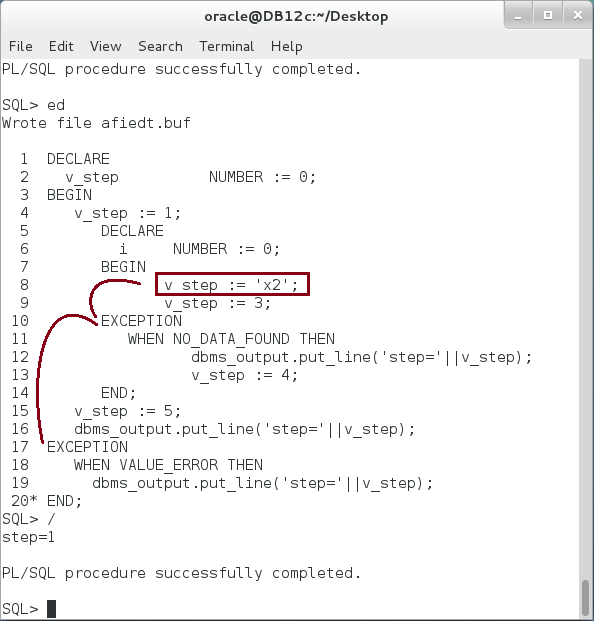 oracle@DB12c:~/Desktop
File Edit View Search Terminal Help
PL/SQL procedure successfully completed.
SQL> ed
Wrote file afiedt.buf
1 DECLARE
2 v_step NUMBER := 0;
3 BEGIN
4 v_step := 1;
5 DECLARE
6 i NUMBER := 0;
7 BEGIN
8 v_step := 'x2';
9 v_step := 3;
10 EXCEPTION
11 WHEN NO_DATA_FOUND THEN
12 dbms_output.put_line('step='||v_step);
13 v_step := 4;
14 END;
15 v_step := 5;
16 dbms_output.put_line('step='||v_step);
17 EXCEPTION
18 WHEN VALUE_ERROR THEN
19 dbms_output.put_line('step='||v_step);
20* END;
SQL> /
step=1
PL/SQL procedure successfully completed.
SQL>